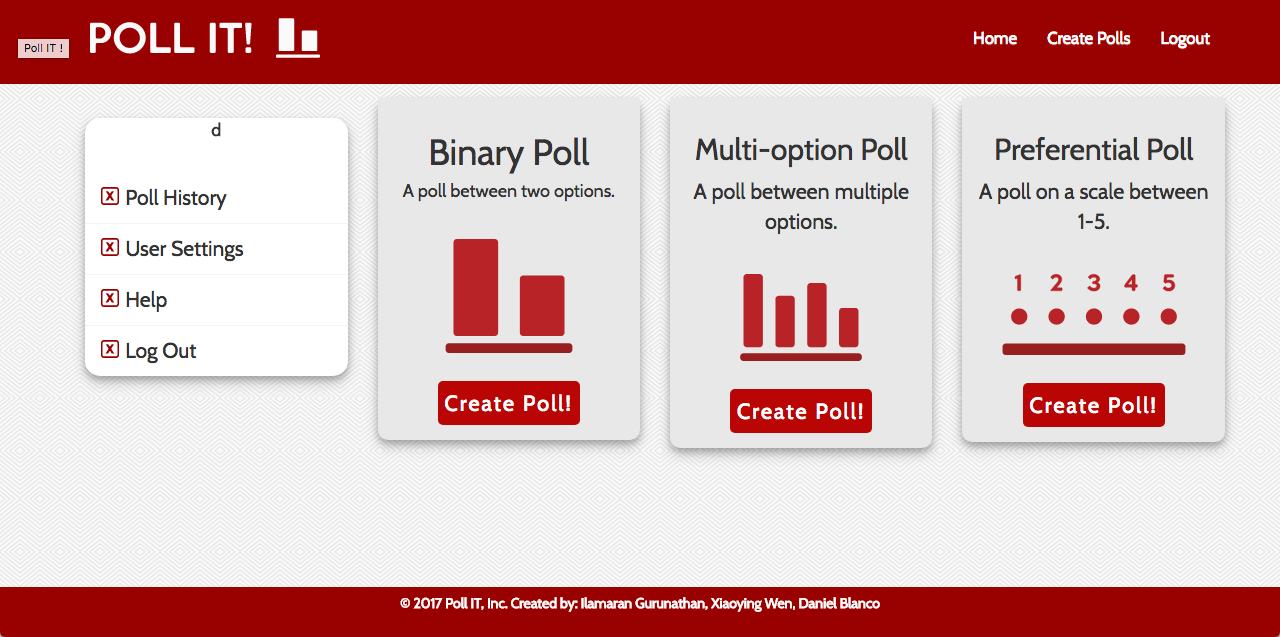 Poll IT !
POLL IT!
Home
Create Polls
Logout
d
Poll History
User Settings
Help
Log Out
Binary Poll
A poll between two options.
Create Poll!
Multi-option Poll
A poll between multiple
options.
Create Poll!
Preferential Poll
A poll on a scale between
1-5.
1 2 3 4 5
Create Poll!
© 2017 Poll IT, Inc. Created by: Ilamaran Gurunathan, Xiaoying Wen, Daniel Blanco